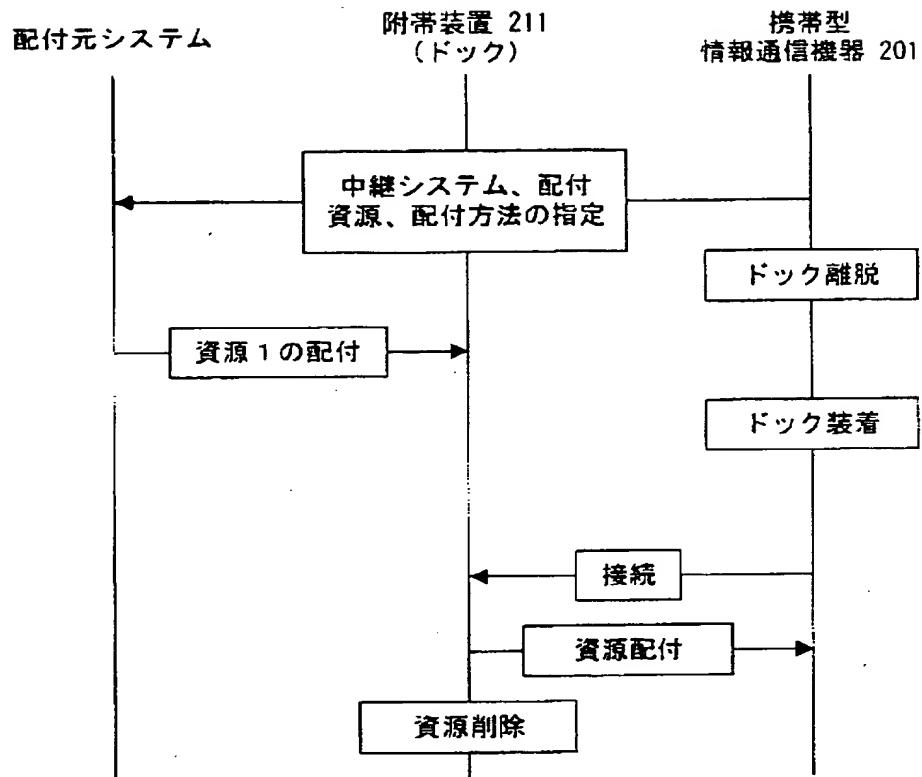 配付元システム
附帯装置 211
（ドック）
携帯型
情報通信機器 201
中継システム、配付
資源、配付方法の指定
ドック離脱
資源１の配付
ドック装着
接続
資源配付
資源削除